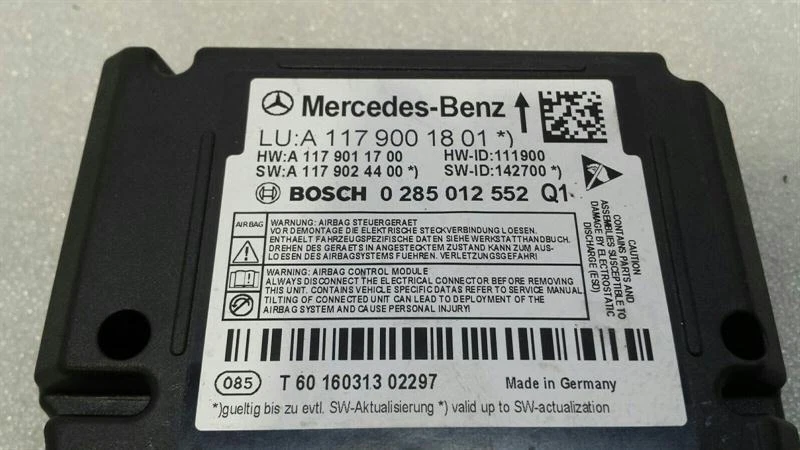 Mercedes-Benz
LU:A 117 900 18 01 *)
HW:A 117 901 17 00 HW-ID:111900
SW:A 117 902 44 00 *) SW-ID:142700 *)
BOSCH 0 285 012 552 Q1
AIRBAG
WARNUNG: AIRBAG STEUERGERAET
VOR DEMONTAGE DIE ELEKTRISCHE STECKVERBINDUNG LOESEN.
ENTHAELT FAHRZEUGSPEZIFISCHE DATEN SIEHE WERKSTATTHANDBUCH.
DREHEN DES GERAETS IN ANGESTECKTEM ZUSTAND KANN ZUM AUS-
LOESEN DES AIRBAGSYSTEMS FUEHREN. VERLETZUNGSGEFAHR!
WARNING: AIRBAG CONTROL MODULE
ALWAYS DISCONNECT THE ELECTRICAL CONNECTOR BEFORE REMOVING
THIS UNIT. CONTAINS VEHICLE SPECIFIC DATAS REFER TO SERVICE MANUAL.
TILTING OF CONNECTED UNIT CAN LEAD TO DEPLOYMENT OF THE
AIRBAG SYSTEM AND CAUSE PERSONAL INJURY!
CAUTION
CONTAINS PARTS AND
ASSEMBLIES SUSCEPTIBLE TO
DAMAGE BY ELECTROSTATIC
DISCHARGE (ESD)
085 T 60 160313 02297 Made in Germany
*)gueltig bis zu evtl. SW-Aktualisierung *) valid up to SW-actualization